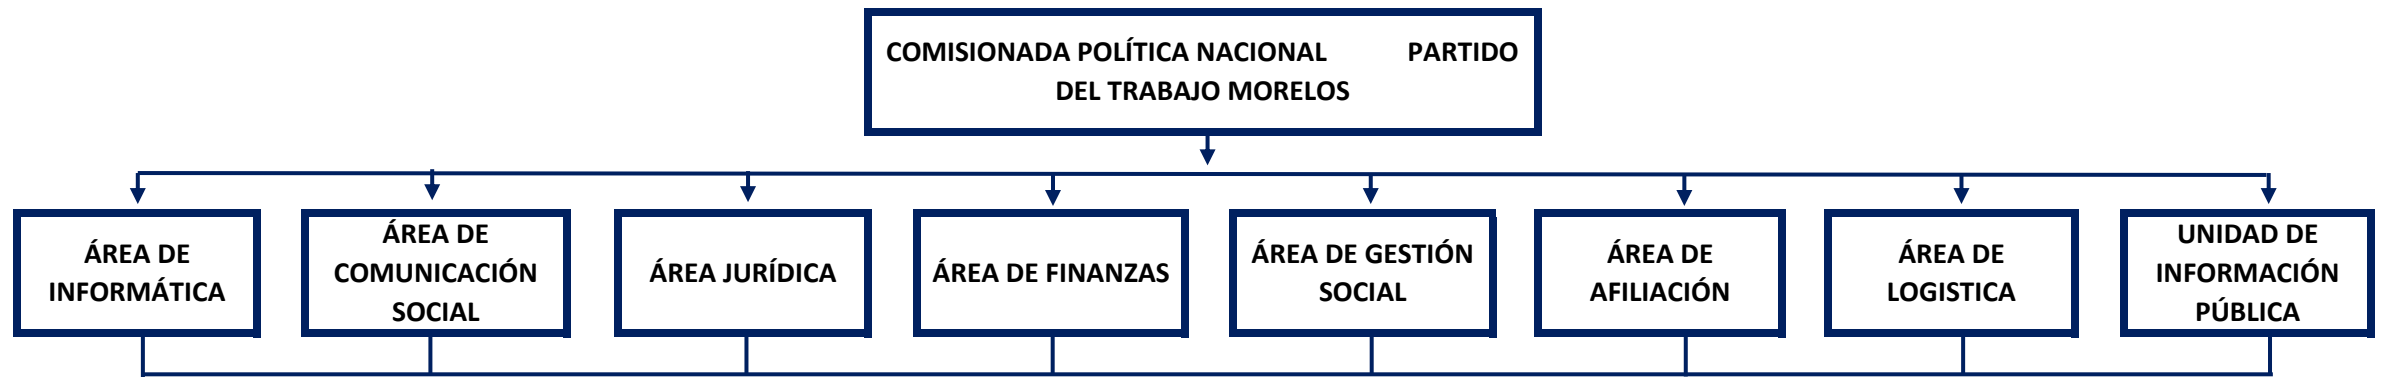 COMISIONADA POLÍTICA NACIONAL PARTIDO
DEL TRABAJO MORELOS
ÁREA DE
INFORMÁTICA
ÁREA DE
COMUNICACIÓN
SOCIAL
ÁREA JURÍDICA
ÁREA DE FINANZAS
ÁREA DE GESTIÓN
SOCIAL
ÁREA DE
AFILIACIÓN
ÁREA DE
LOGISTICA
UNIDAD DE
INFORMACIÓN
PÚBLICA